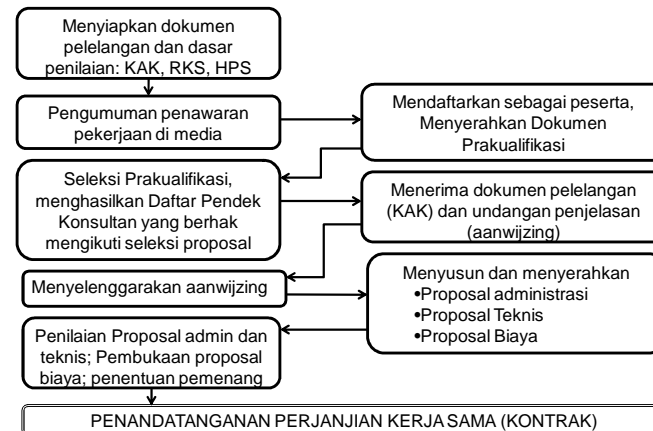 Menyiapkan dokumen
pelelangan dan dasar
penilaian: KAK, RKS, HPS
Pengumuman penawaran
pekerjaan di media
Mendaftarkan sebagai peserta,
Menyerahkan Dokumen
Prakualifikasi
Seleksi Prakualifikasi,
menghasilkan Daftar Pendek
Konsultan yang berhak
mengikuti seleksi proposal
Menerima dokumen pelelangan
(KAK) dan undangan penjelasan
(aanwijzing)
Menyelenggarakan aanwijzing
Menyusun dan menyerahkan
•Proposal administrasi
•Proposal Teknis
•Proposal Biaya
Penilaian Proposal admin dan
teknis; Pembukaan proposal
biaya; penentuan pemenang
PENANDATANGANAN PERJANJIAN KERJA SAMA (KONTRAK)